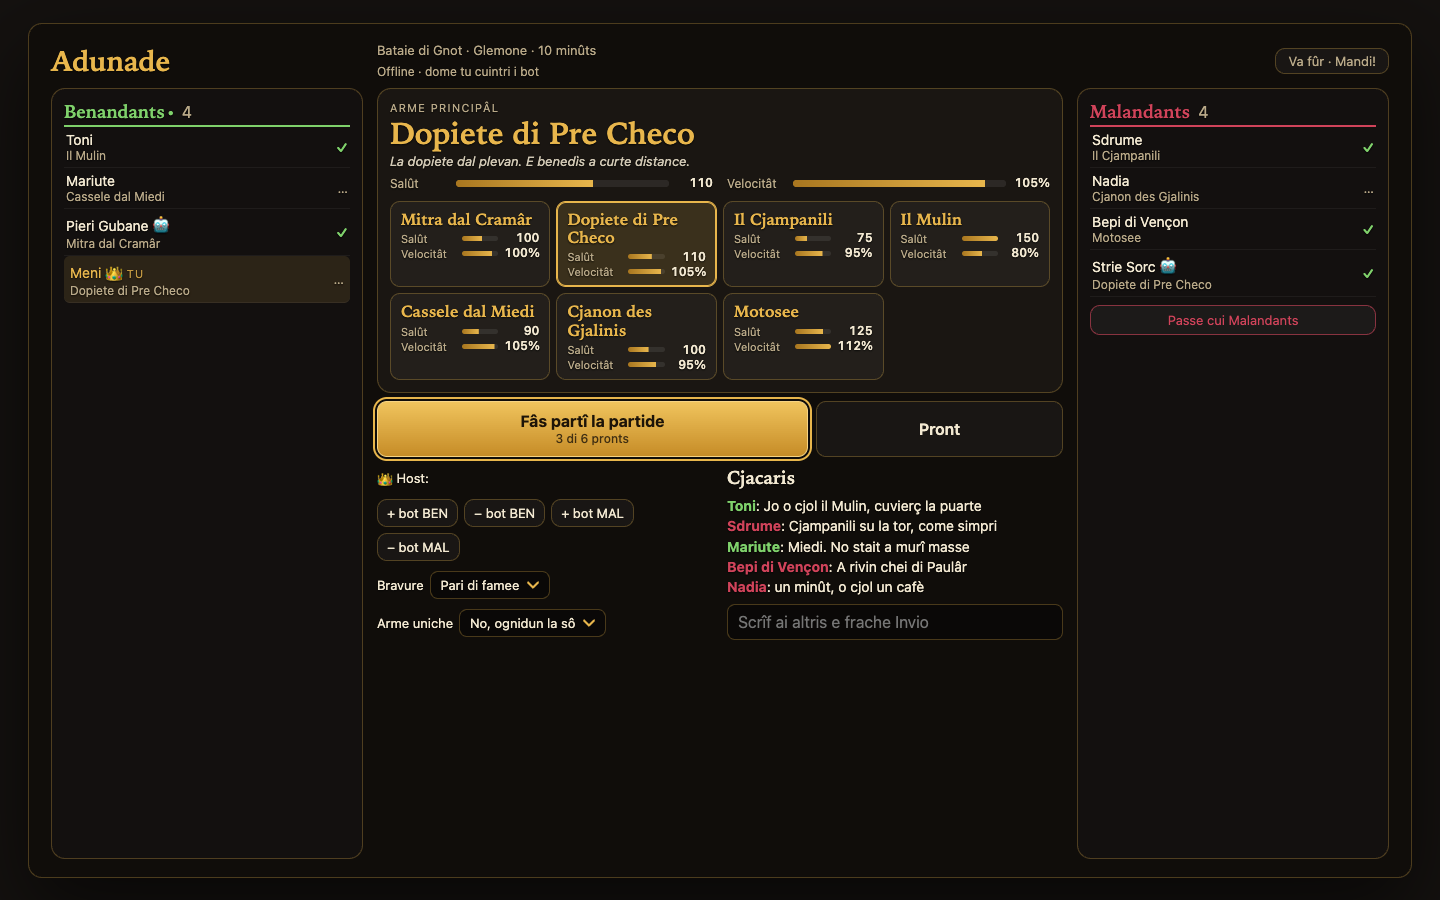 Adunade
Bataie di Gnot · Glemone · 10 minûts
Offline · dome tu cuintri i bot
Va fûr · Mandi!
Benandants • 4
Toni
Il Mulin
Mariute
Cassele dal Miedi
...
Pieri Gubane
Mitra dal Cramâr
Meni TU
Dopiete di Pre Checo
...
ARME PRINCIPÂL
Dopiete di Pre Checo
La dopiete dal plevan. E benedìs a curte distance.
Salût 110 Velocitât 105%
Mitra dal Cramâr
Salût 100
Velocitât 100%
Dopiete di Pre
Checo
Salût 110
Velocitât 105%
Il Cjampanili
Salût 75
Velocitât 95%
Il Mulin
Salût 150
Velocitât 80%
Cassele dal Miedi
Salût 90
Velocitât 105%
Cjanon des
Gjalinis
Salût 100
Velocitât 95%
Motosee
Salût 125
Velocitât 112%
Fâs partî la partide
3 di 6 pronts
Pront
Host:
+ bot BEN
− bot BEN
+ bot MAL
− bot MAL
Bravure Pari di famee
Arme uniche No, ognidun la sô
Cjacaris
Toni: Jo o cjol il Mulin, cuvierç la puarte
Sdrume: Cjampanili su la tor, come simpri
Mariute: Miedi. No stait a murî masse
Bepi di Vençon: A rivin chei di Paulâr
Nadia: un minût, o cjol un cafè
Scrîf ai altris e frache Invio
Malandants 4
Sdrume
Il Cjampanili
Nadia
Cjanon des Gjalinis
...
Bepi di Vençon
Motosee
Strie Sorc
Dopiete di Pre Checo
Passe cui Malandants